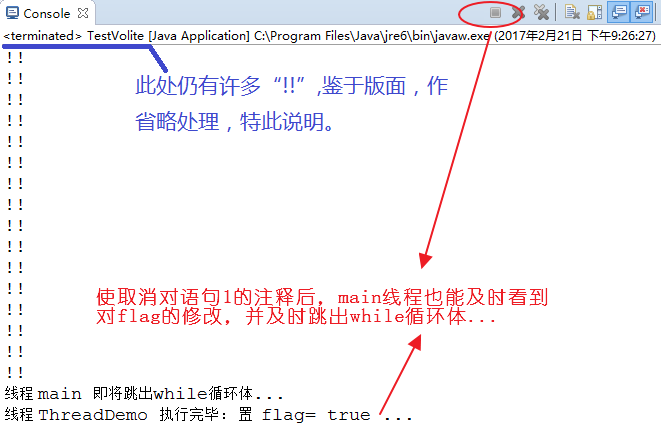 Console
<terminated> TestVolite [Java Application] C:\Program Files\Java\jre6\bin\javaw.exe (2017年2月21日 下午9:26:27)
!!
此处仍有许多“!!”,鉴于版面，作
!!
省略处理，特此说明。
!!
!!
!!
!!
!!
!!
!!
!!
!!
使取消对语句1的注释后，main线程也能及时看到
!!
对flag的修改，并及时跳出while循环体...
!!
!!
!!
!!
线程 main 即将跳出while循环体...
线程 ThreadDemo 执行完毕: 置 flag= true ...